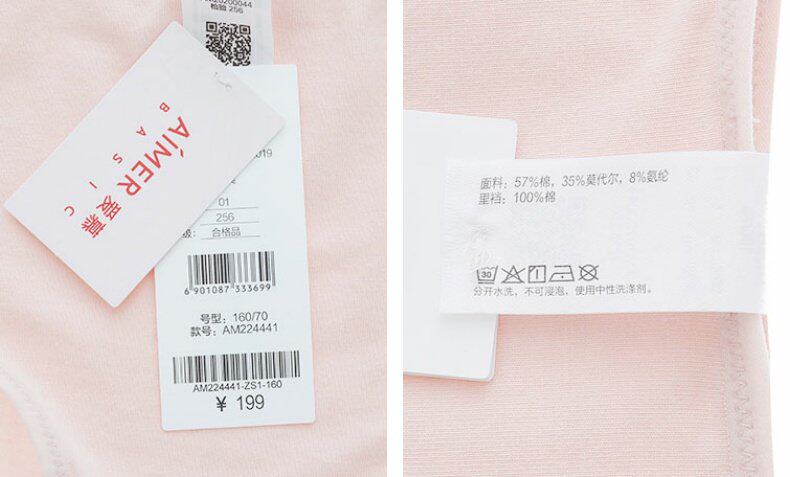 0200044
检验 256
AIMER 爱慕
BASIC
019
01
256
级: 合格品
6 901087 333699
号型: 160/70
款号: AM224441
AM224441-ZS1-160
¥ 199
面料: 57%棉, 35%莫代尔, 8%氨纶
里裆: 100%棉
30
分开水洗, 不可浸泡, 使用中性洗涤剂。